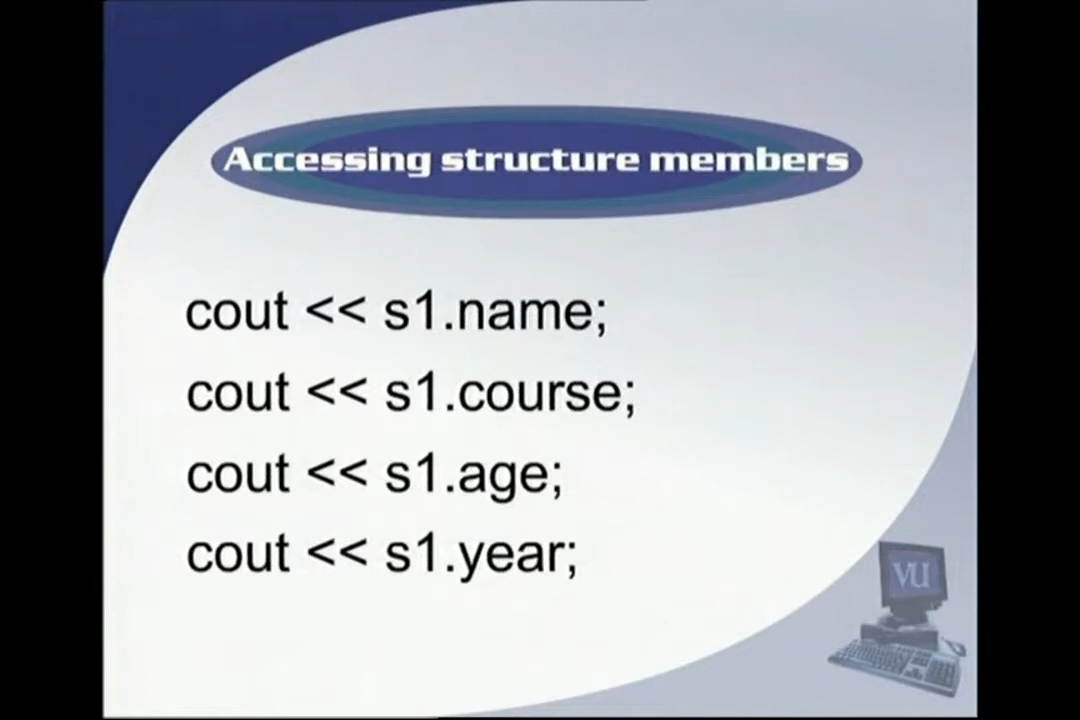 Accessing structure members
cout << s1.name;
cout << s1.course;
cout << s1.age;
cout << s1.year;
VU